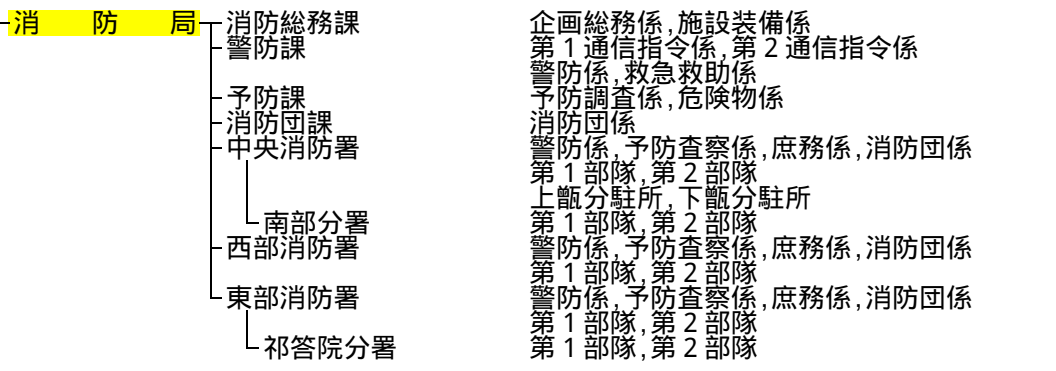 消防局 消防総務課 企画総務係,施設装備係
警防課 第1通信指令係,第2通信指令係
警防係,救急救助係
予防課 予防調査係,危険物係
消防団課 消防団係
中央消防署 警防係,予防査察係,庶務係,消防団係
第1部隊,第2部隊
上甑分駐所,下甑分駐所
南部分署 第1部隊,第2部隊
西部消防署 警防係,予防査察係,庶務係,消防団係
第1部隊,第2部隊
東部消防署 警防係,予防査察係,庶務係,消防団係
第1部隊,第2部隊
祁答院分署 第1部隊,第2部隊